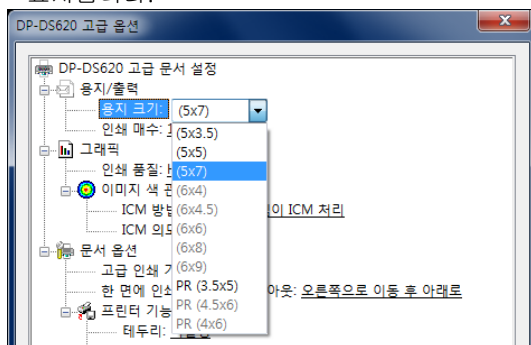 DP-DS620 고급 옵션
DP-DS620 고급 문서 설정
용지/출력
용지 크기: (5x7)
인쇄 매수: 1
(5x3.5)
(5x5)
(5x7)
(6x4)
(6x4.5)
(6x6)
(6x8)
(6x9)
PR (3.5x5)
PR (4.5x6)
PR (4x6)
그래픽
인쇄 품질:
이미지 색
ICM 방법
ICM 처리
ICM 의도
문서 옵션
고급 인쇄
한 면에 인쇄
아웃: 오른쪽으로 이동 후 아래로
프린터 기능
테두리: